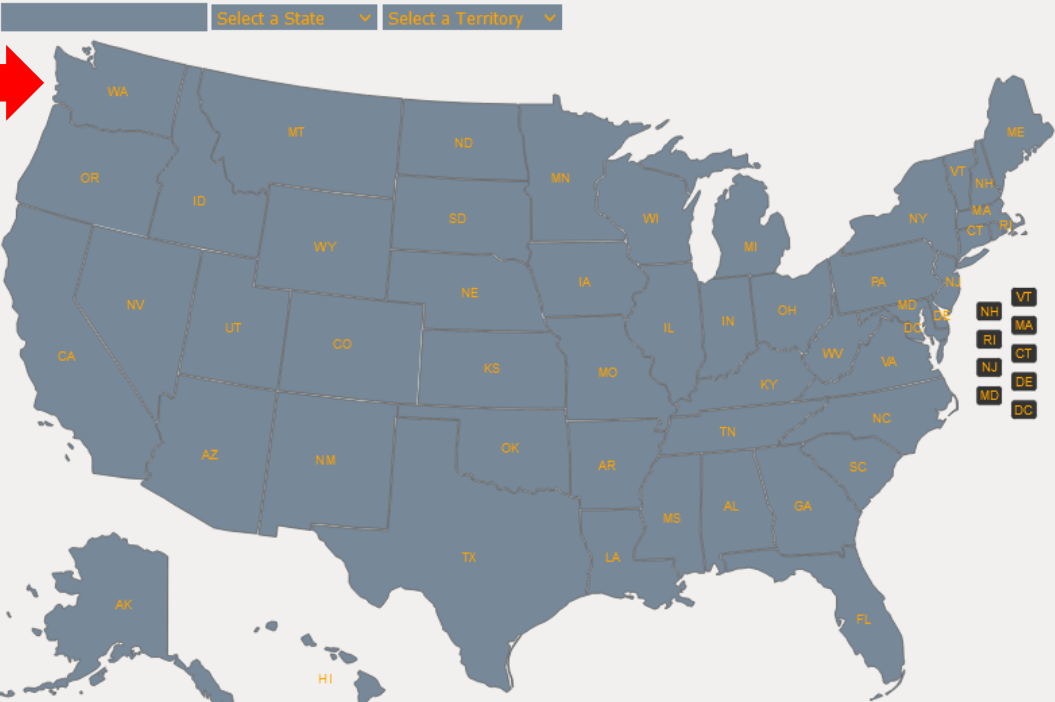 Select a State
Select a Territory
WA
MT
ND
MN
ME
OR
ID
VT
NH
SD
WI
NY
MA
RI
CT
WY
MI
IA
PA
NJ
NE
MD
NV
UT
IL
IN
OH
DE
DC
CO
CA
WV
VA
KS
MO
KY
NC
TN
AZ
NM
OK
AR
SC
MS
AL
GA
TX
LA
AK
FL
HI
VT
NH
MA
RI
CT
NJ
DE
MD
DC